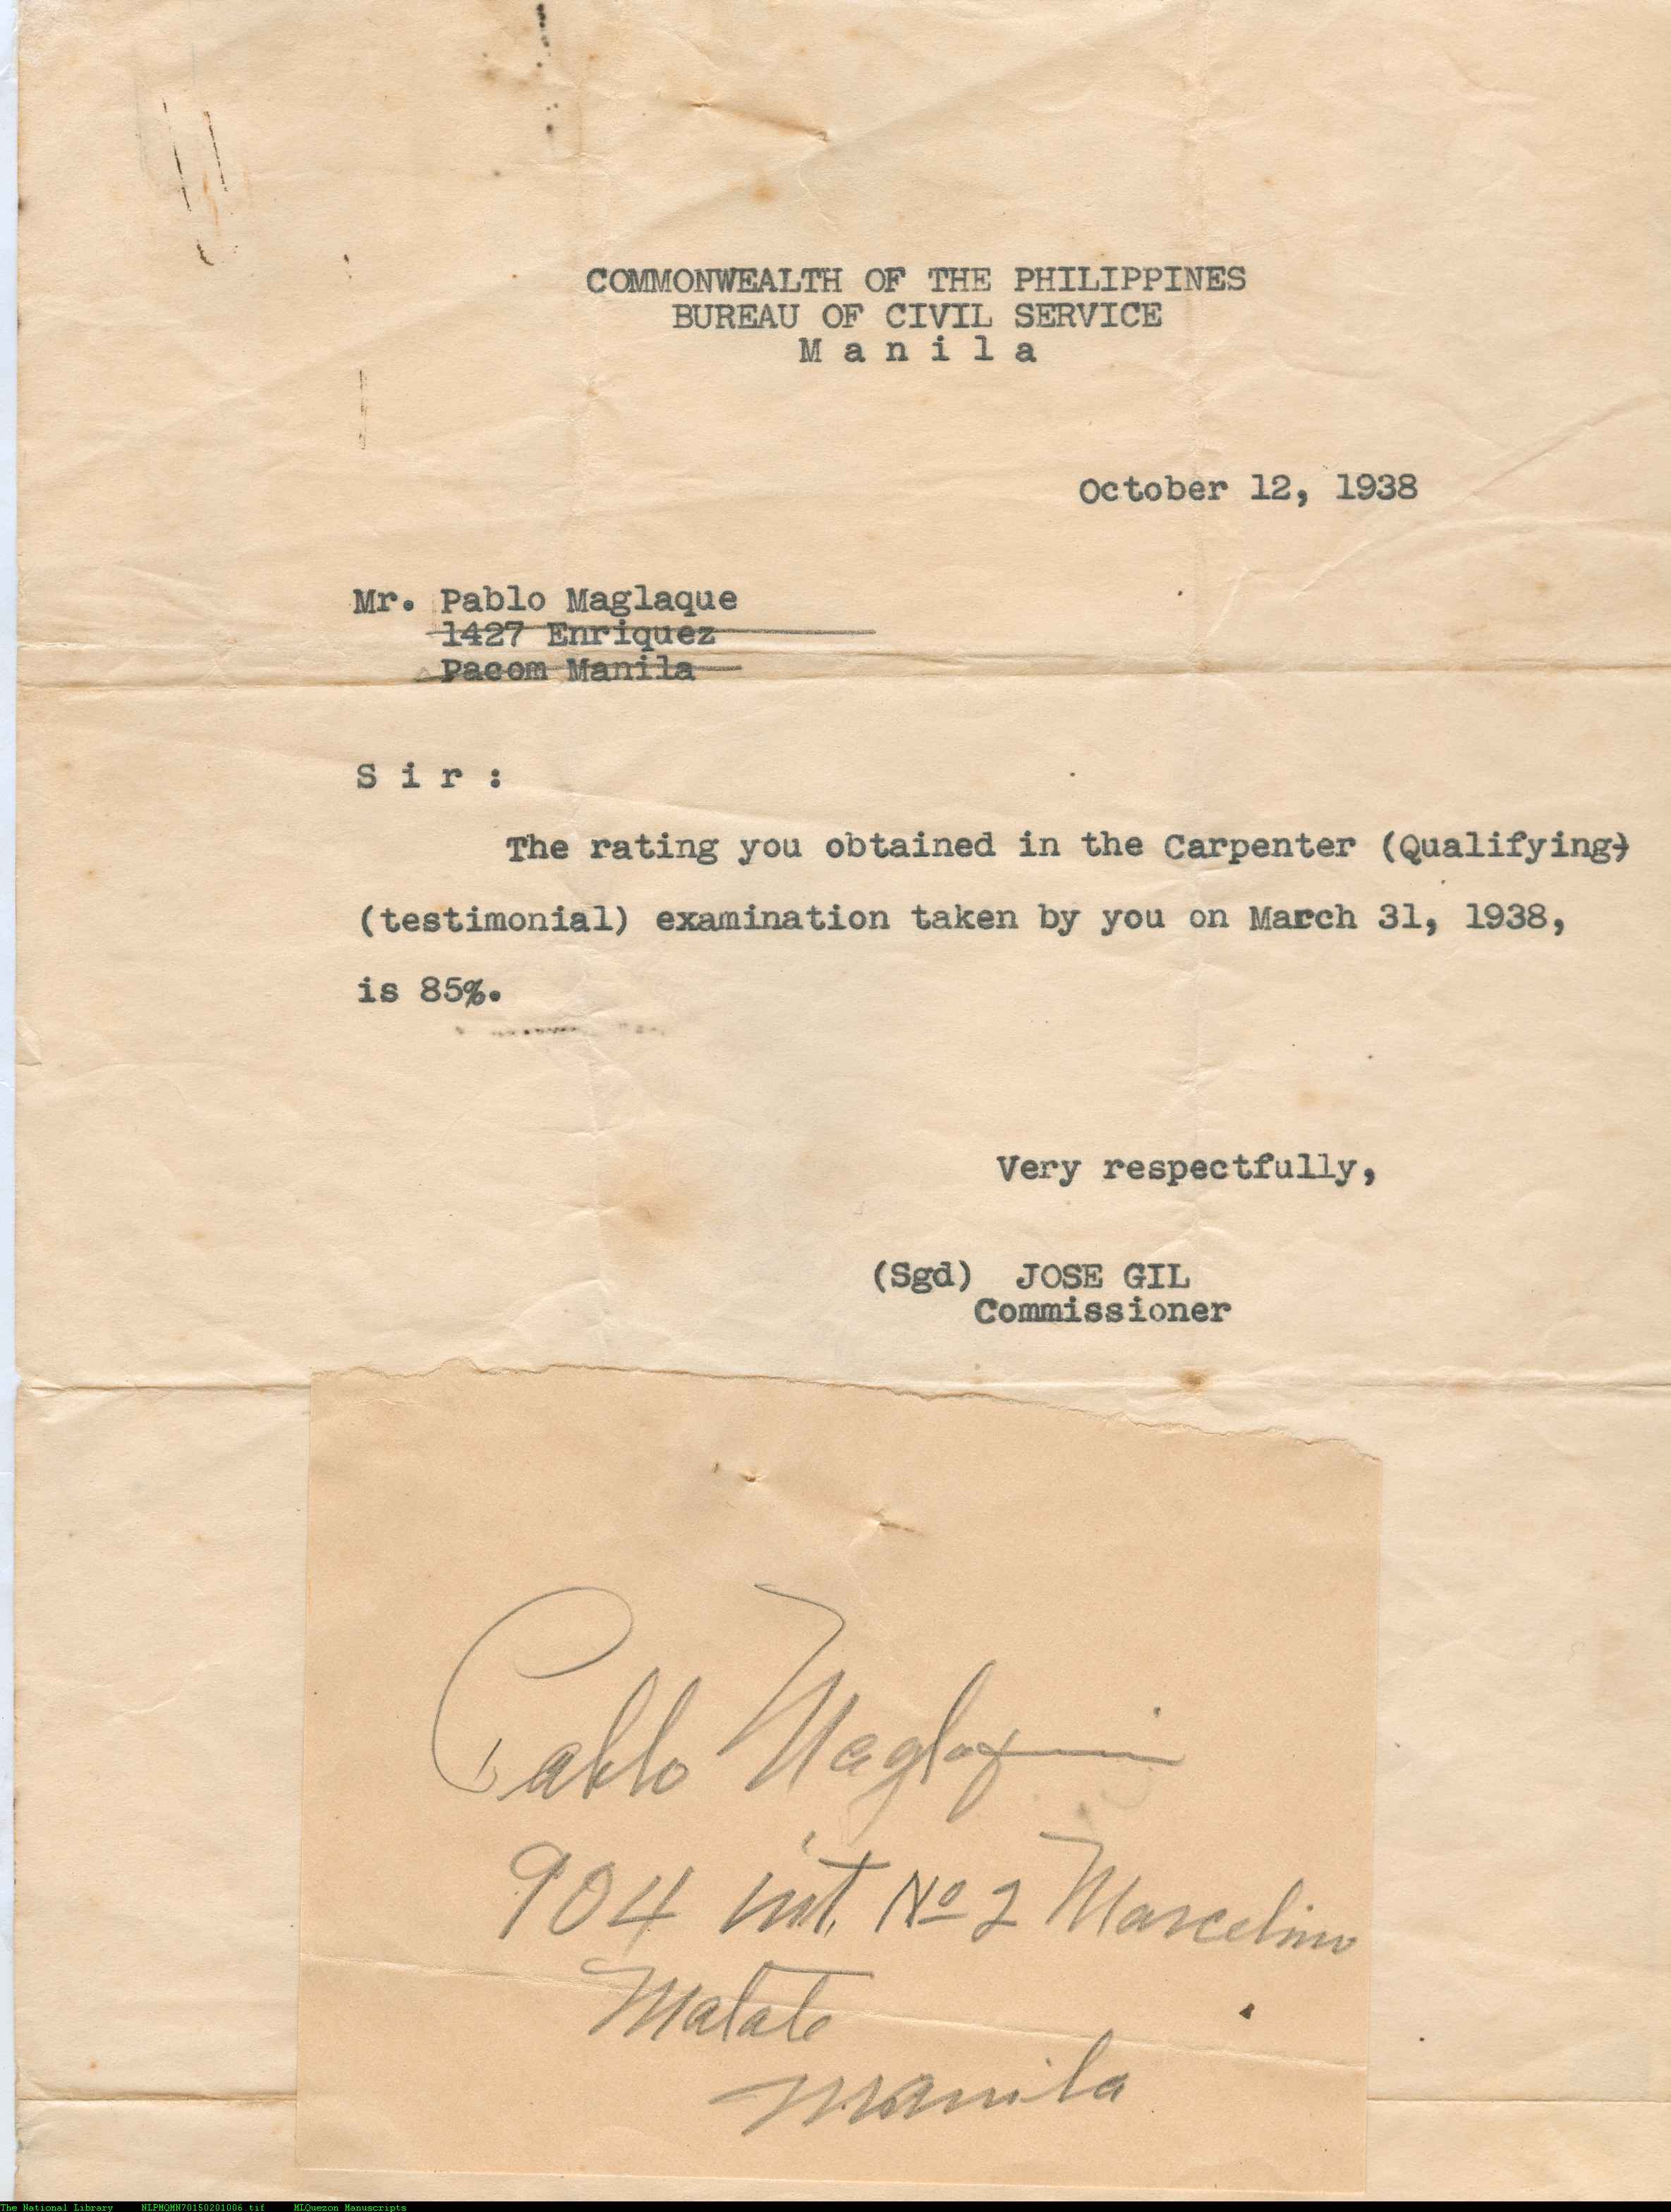 COMMONWEALTH OF THE PHILIPPINES
BUREAU OF CIVIL SERVICE
M a n i l a
October 12, 1938
Mr. Pablo Maglaque
1427 Enriquez
Pacom Manila
S i r :
The rating you obtained in the Carpenter (Qualifying)
(testimonial) examination taken by you on March 31, 1938,
is 85%.
Very respectfully,
(Sgd) JOSE GIL
Commissioner
Pablo
904 int. No 2 Marcelino
Malate
Manila
The National Library NLPMQMN70150201006.tif MLQuezon Manuscripts